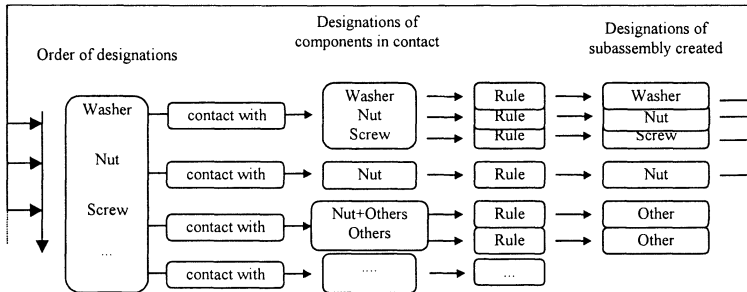 Designations of
components in contact
Designations of
subassembly created
Order of designations
Washer
contact with
Washer
Nut
Screw
Rule
Rule
Rule
Washer
Nut
Screw
Nut
contact with
Nut
Rule
Nut
Screw
contact with
Nut+Others
Others
Rule
Rule
Other
Other
...
contact with
....
...